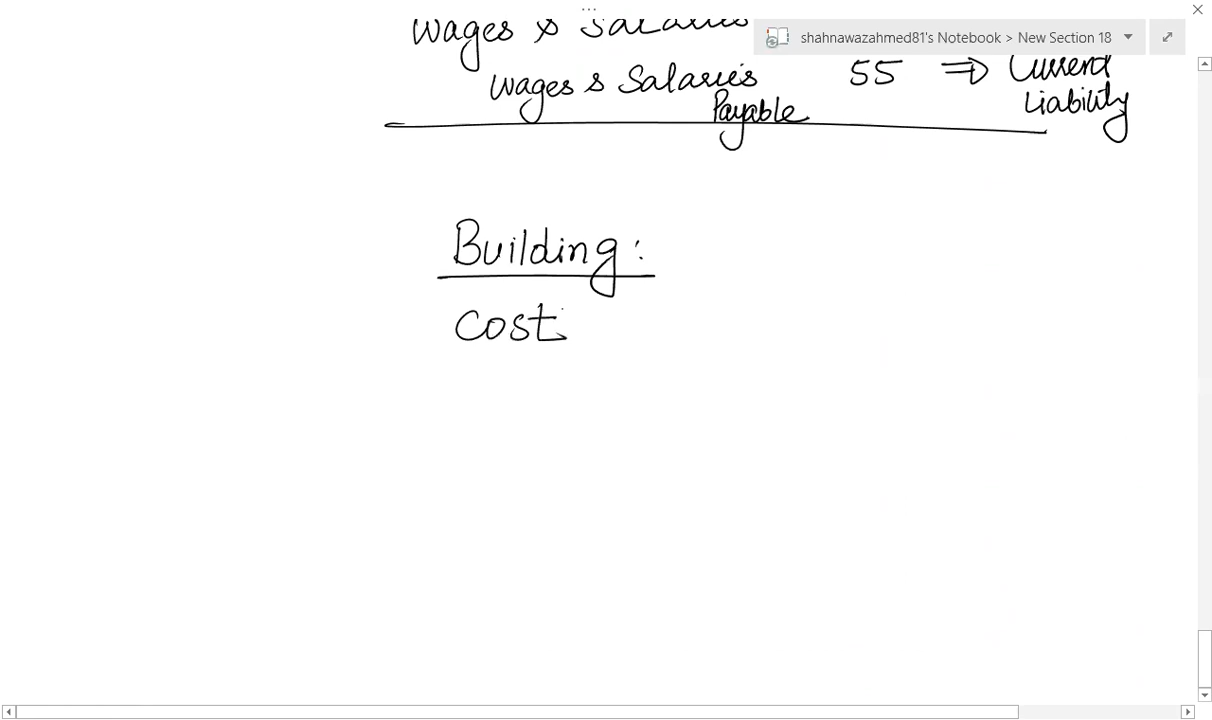 shahnawazahmed81's Notebook > New Section 18
Wages & Salaries
Wages & Salaries Payable 55 ⇒ Current Liability
Building:
Cost